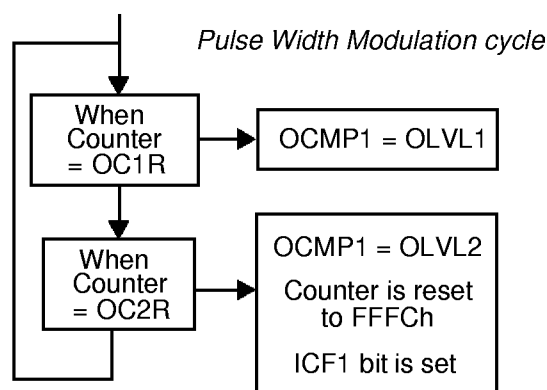 Pulse Width Modulation cycle
When
Counter
= OC1R
OCMP1 = OLVL1
When
Counter
= OC2R
OCMP1 = OLVL2
Counter is reset
to FFFCh
ICF1 bit is set